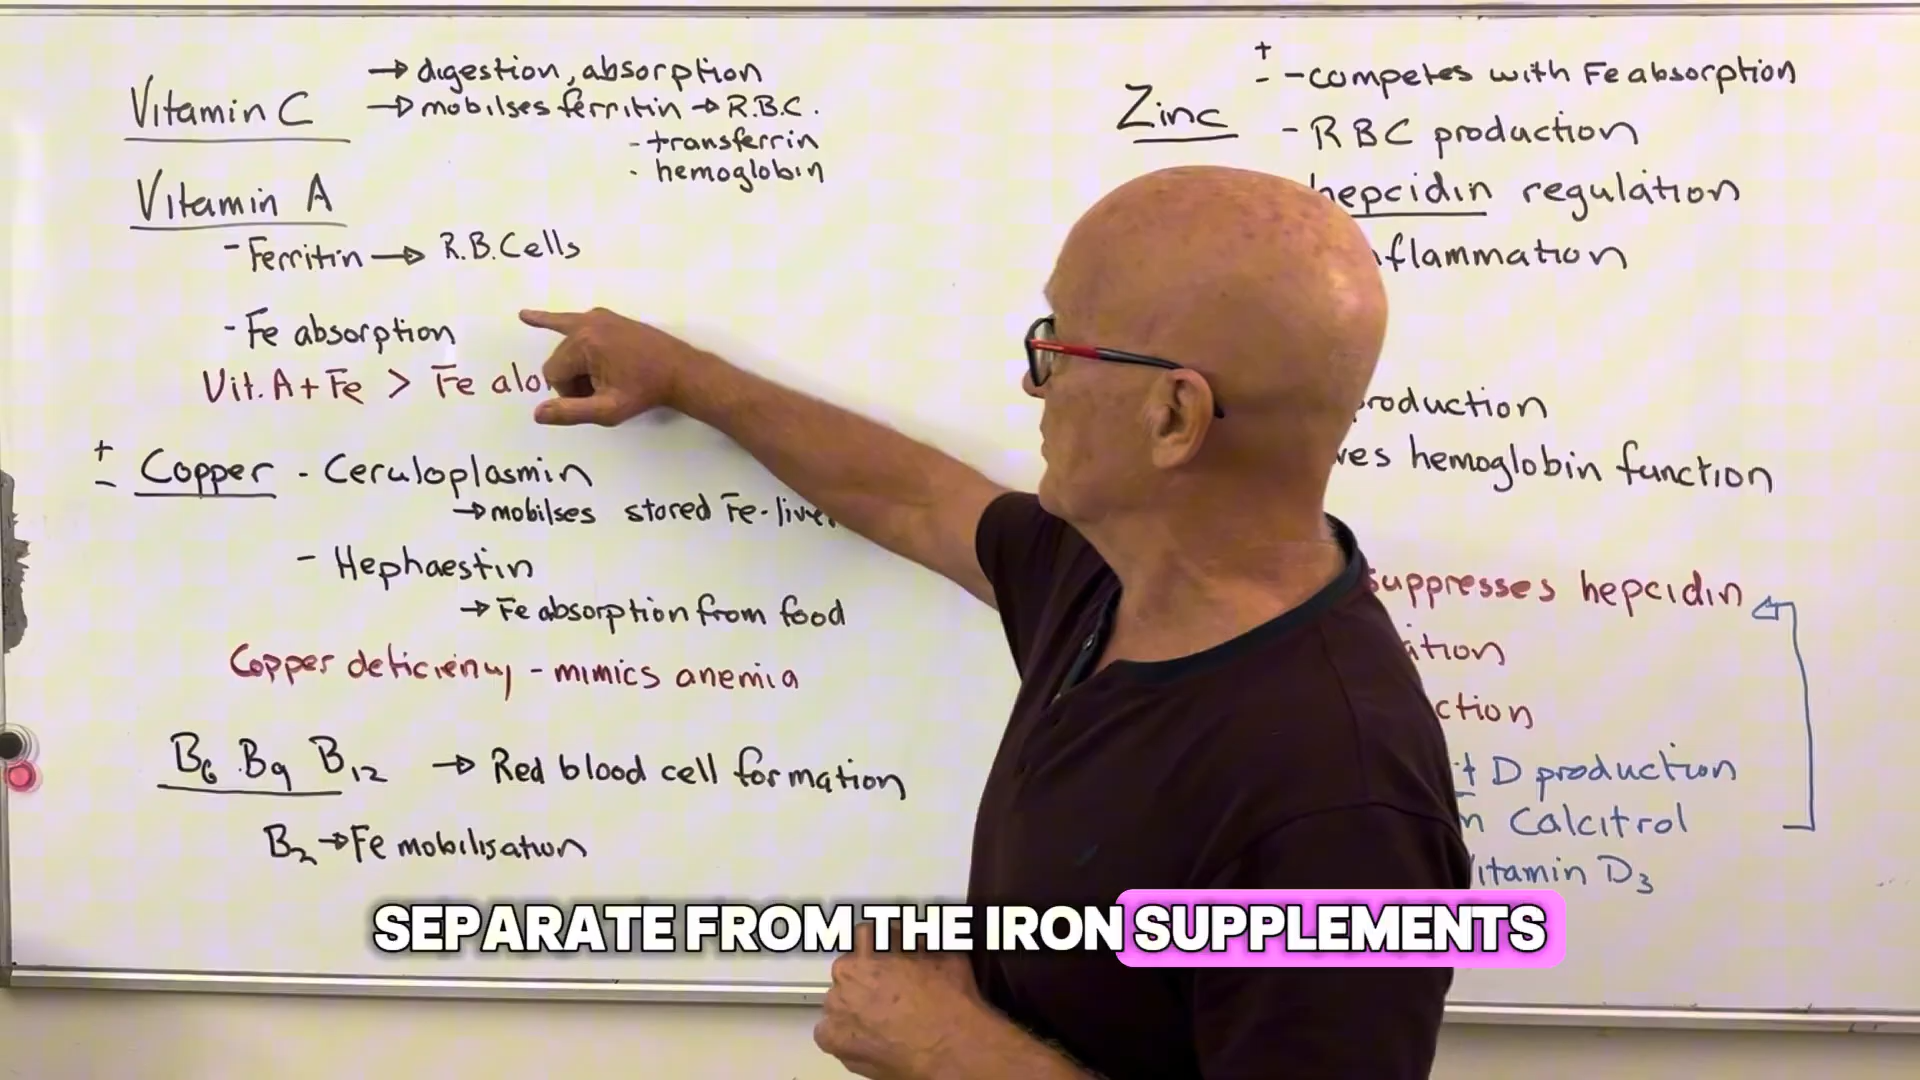 Vitamin C
→ digestion, absorption
→ mobilses ferritin → R.B.C.
- transferrin
- hemoglobin
Vitamin A
- Ferritin → R.B.Cells
- Fe absorption
Vit. A + Fe > Fe alo
+
- Copper - Ceruloplasmin
→ mobilses stored Fe-liver
- Hephaestin
→ Fe absorption from food
Copper deficiency - mimics anemia
B6 B9 B12 → Red blood cell formation
B2 → Fe mobilisation
Zinc
+
- - competes with Fe absorption
- RBC production
hepcidin regulation
nflammation
roduction
ves hemoglobin function
suppresses hepcidin
ation
ction
t D production
n Calcitrol
itamin D3
SEPARATE FROM THE IRON SUPPLEMENTS